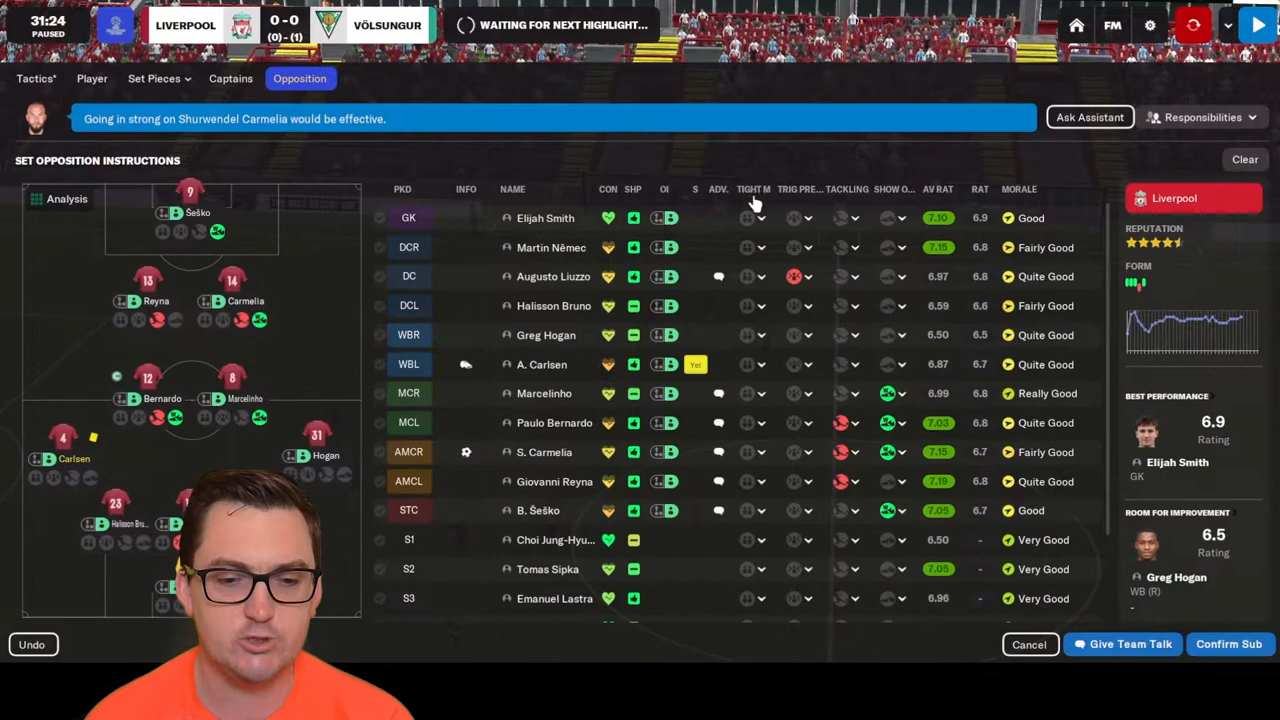 31:24
PAUSED
LIVERPOOL
0 - 0
(0) - (1)
VÖLSUNGUR
WAITING FOR NEXT HIGHLIGHT...
FM
Tactics*
Player
Set Pieces
Captains
Opposition
Going in strong on Shurwendel Carmelia would be effective.
Ask Assistant
Responsibilities
SET OPPOSITION INSTRUCTIONS
Clear
Analysis
9
Šeško
13
Reyna
14
Carmelia
12
Bernardo
8
Marcelinho
4
Carlsen
31
Hogan
23
Halisson Bru...
PKD INFO NAME CON SHP OI S ADV. TIGHT M TRIG PRE... TACKLING SHOW O... AV RAT RAT MORALE
GK Elijah Smith 7.10 6.9 Good
DCR Martin Němec 7.15 6.8 Fairly Good
DC Augusto Liuzzo 6.97 6.8 Quite Good
DCL Halisson Bruno 6.59 6.6 Fairly Good
WBR Greg Hogan 6.50 6.5 Quite Good
WBL A. Carlsen Yel 6.87 6.7 Quite Good
MCR Marcelinho 6.99 6.8 Really Good
MCL Paulo Bernardo 7.03 6.8 Quite Good
AMCR S. Carmelia 7.15 6.7 Fairly Good
AMCL Giovanni Reyna 7.19 6.8 Quite Good
STC B. Šeško 7.05 6.7 Good
S1 Choi Jung-Hyu... 6.50 - Very Good
S2 Tomas Sipka 7.05 - Very Good
S3 Emanuel Lastra 6.96 - Very Good
Liverpool
REPUTATION
FORM
BEST PERFORMANCE
6.9
Rating
Elijah Smith
GK
ROOM FOR IMPROVEMENT
6.5
Rating
Greg Hogan
WB (R)
-
Undo
Cancel
Give Team Talk
Confirm Sub